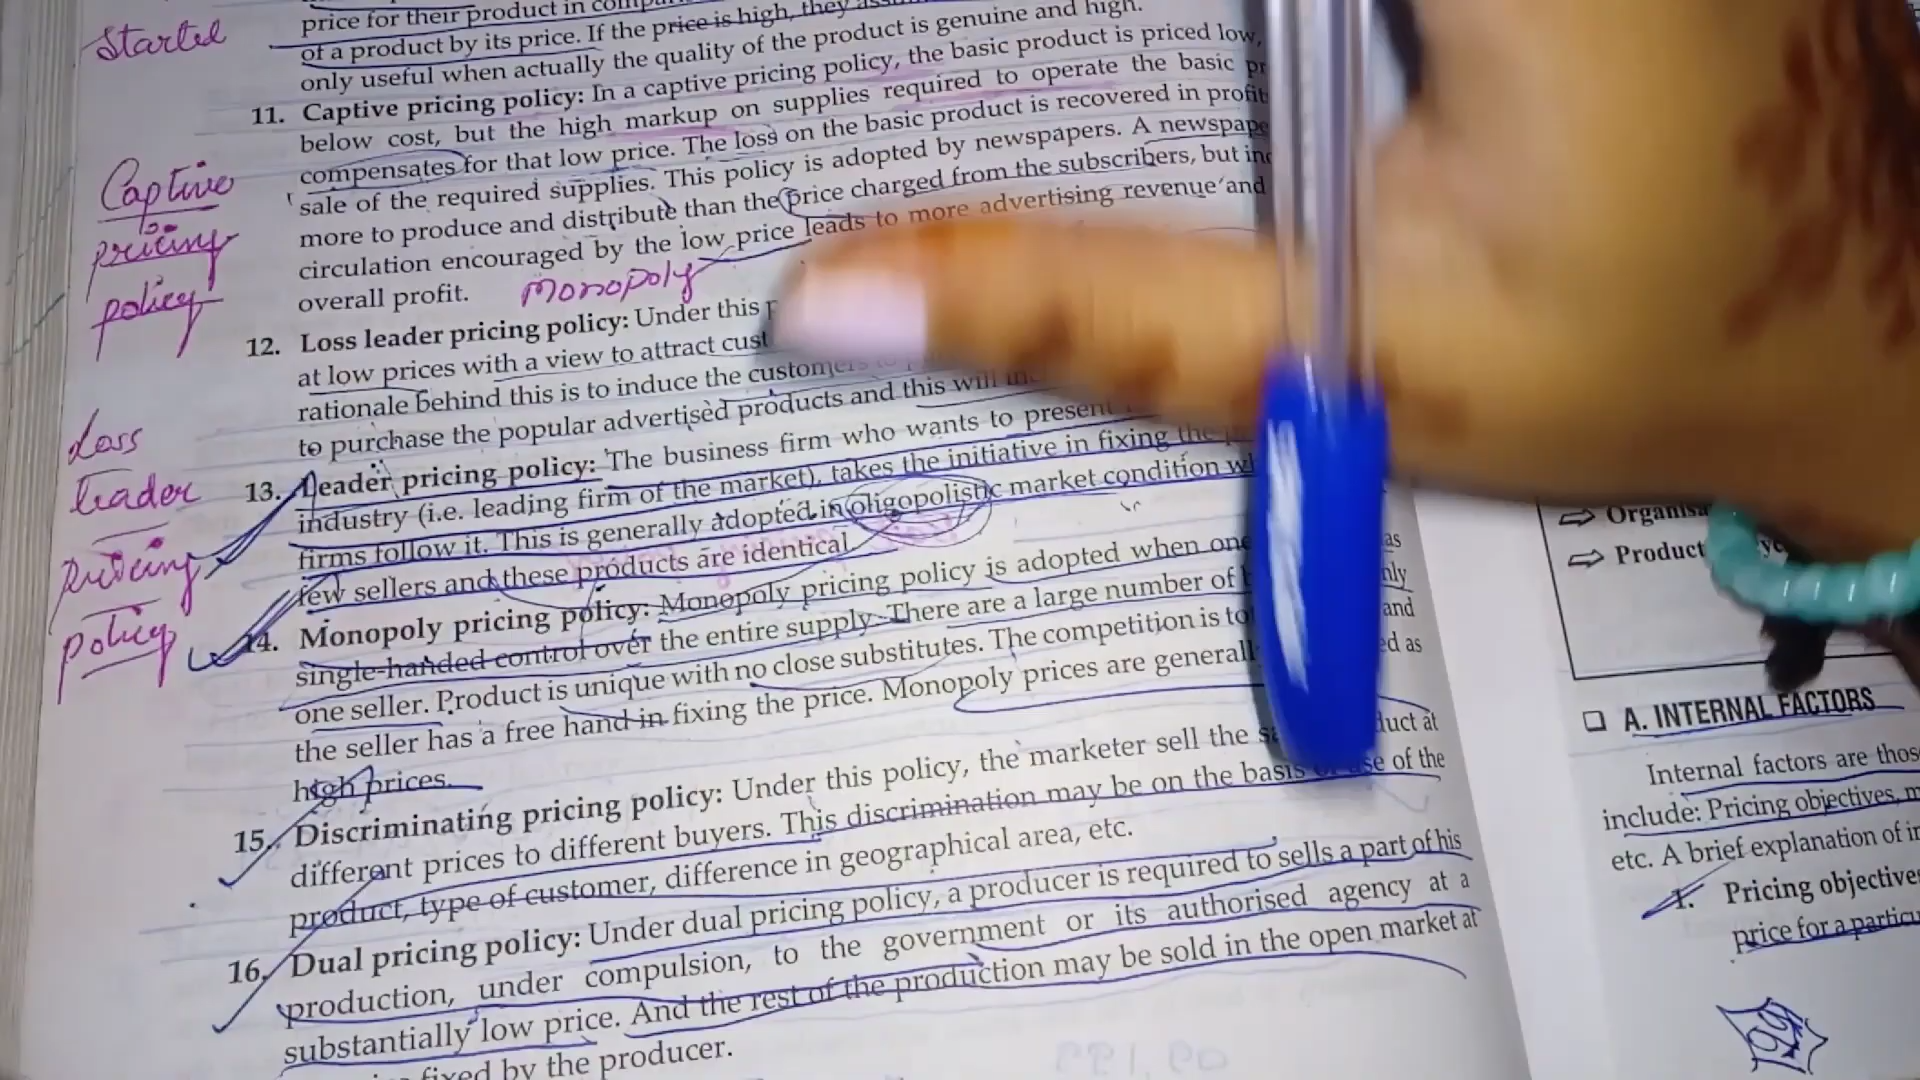 Started
price for their product in
of a product by its price. If the price is high, they
only useful when actually the quality of the product is genuine and high.
11. Captive pricing policy: In a captive pricing policy, the basic product is priced low,
below cost, but the high markup on supplies required to operate the basic
compensates for that low price. The loss on the basic product is recovered in profit
sale of the required supplies. This policy is adopted by newspapers. A
more to produce and distribute than the price charged from the subscribers, but
circulation encouraged by the low price leads to more advertising revenue and
overall profit.
Captive
pricing
policy
Monopoly
12. Loss leader pricing policy: Under this
at low prices with a view to attract
rationale behind this is to induce the customers to
to purchase the popular advertised products and this will
Loss
leader
pricing
policy
13. Leader pricing policy: The business firm who wants to present
industry (i.e. leading firm of the market), takes the initiative in fixing the
firms follow it. This is generally adopted in oligopolistic market condition
few sellers and these products are identical
14. Monopoly pricing policy: Monopoly pricing policy is adopted when one as
single-handed control over the entire supply. There are a large number of
one seller. Product is unique with no close substitutes. The competition is and
the seller has a free hand in fixing the price. Monopoly prices are as
high prices.
15. Discriminating pricing policy: Under this policy, the marketer sell the at
different prices to different buyers. This discrimination may be on the basis of the
product, type of customer, difference in geographical area, etc.
16. Dual pricing policy: Under dual pricing policy, a producer is required to sells a part of his
production, under compulsion, to the government or its authorised agency at a
substantially low price. And the rest of the production may be sold in the open market at
fixed by the producer.
⇨ 
⇨ Product
❑ A. INTERNAL FACTORS
Internal factors are
include: Pricing objectives,
etc. A brief explanation of
1. Pricing
price for a